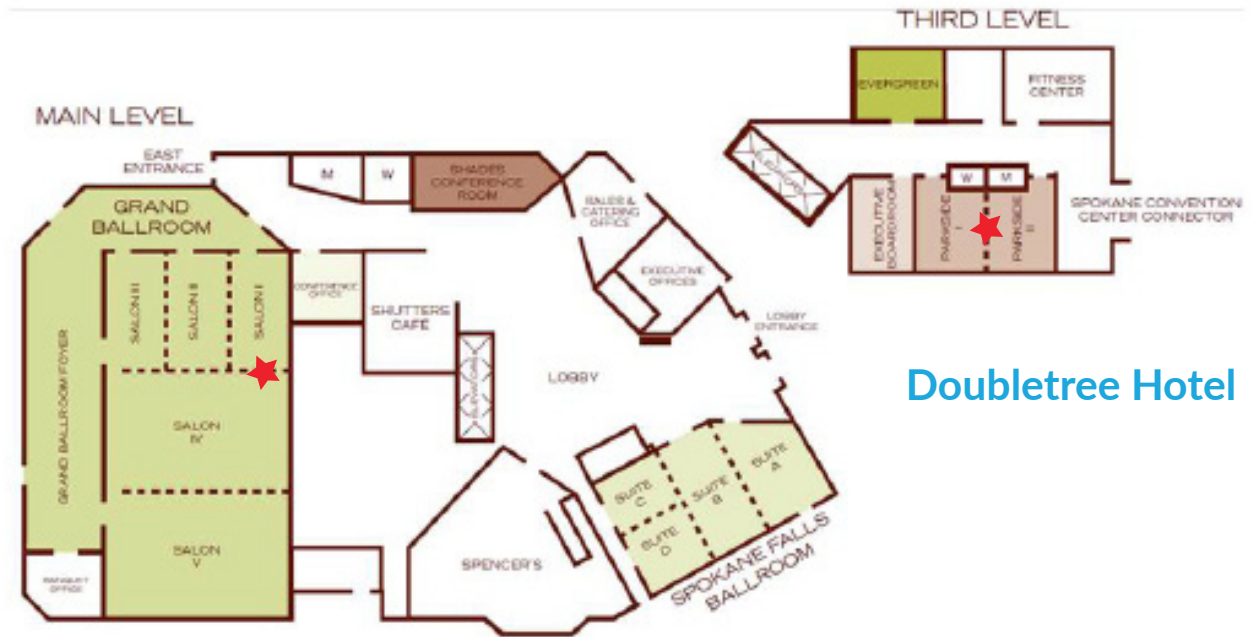 THIRD LEVEL
EVERGREEN
FITNESS
CENTER
ELEVATORS
W
M
EXECUTIVE
BOARDROOM
PARKSIDE
I
PARKSIDE
II
SPOKANE CONVENTION
CENTER CONNECTOR
MAIN LEVEL
EAST
ENTRANCE
M
W
SHADES
CONFERENCE
ROOM
SALES &
CATERING
OFFICE
EXECUTIVE
OFFICES
LOBBY
ENTRANCE
GRAND
BALLROOM
SALON III
SALON II
SALON I
CONFERENCE
OFFICE
SHUTTERS
CAFÉ
ELEVATORS
LOBBY
GRAND BALLROOM FOYER
SALON
IV
SALON
V
BANQUET
OFFICE
SPENCER'S
SUITE
C
SUITE
B
SUITE
A
SUITE
D
SPOKANE FALLS
BALLROOM
Doubletree Hotel